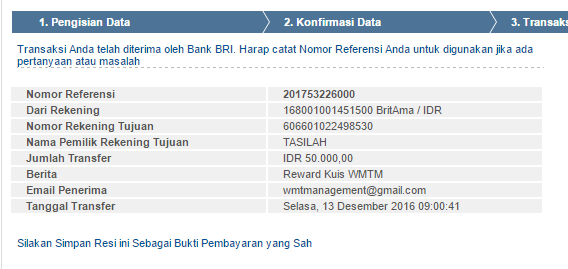 1. Pengisian Data 2. Konfirmasi Data 3. Transaks
Transaksi Anda telah diterima oleh Bank BRI. Harap catat Nomor Referensi Anda untuk digunakan jika ada
pertanyaan atau masalah
Nomor Referensi 201753226000
Dari Rekening 168001001451500 BritAma / IDR
Nomor Rekening Tujuan 606601022498530
Nama Pemilik Rekening Tujuan TASILAH
Jumlah Transfer IDR 50.000,00
Berita Reward Kuis WMTM
Email Penerima wmtmanagement@gmail.com
Tanggal Transfer Selasa, 13 Desember 2016 09:00:41
Silakan Simpan Resi ini Sebagai Bukti Pembayaran yang Sah